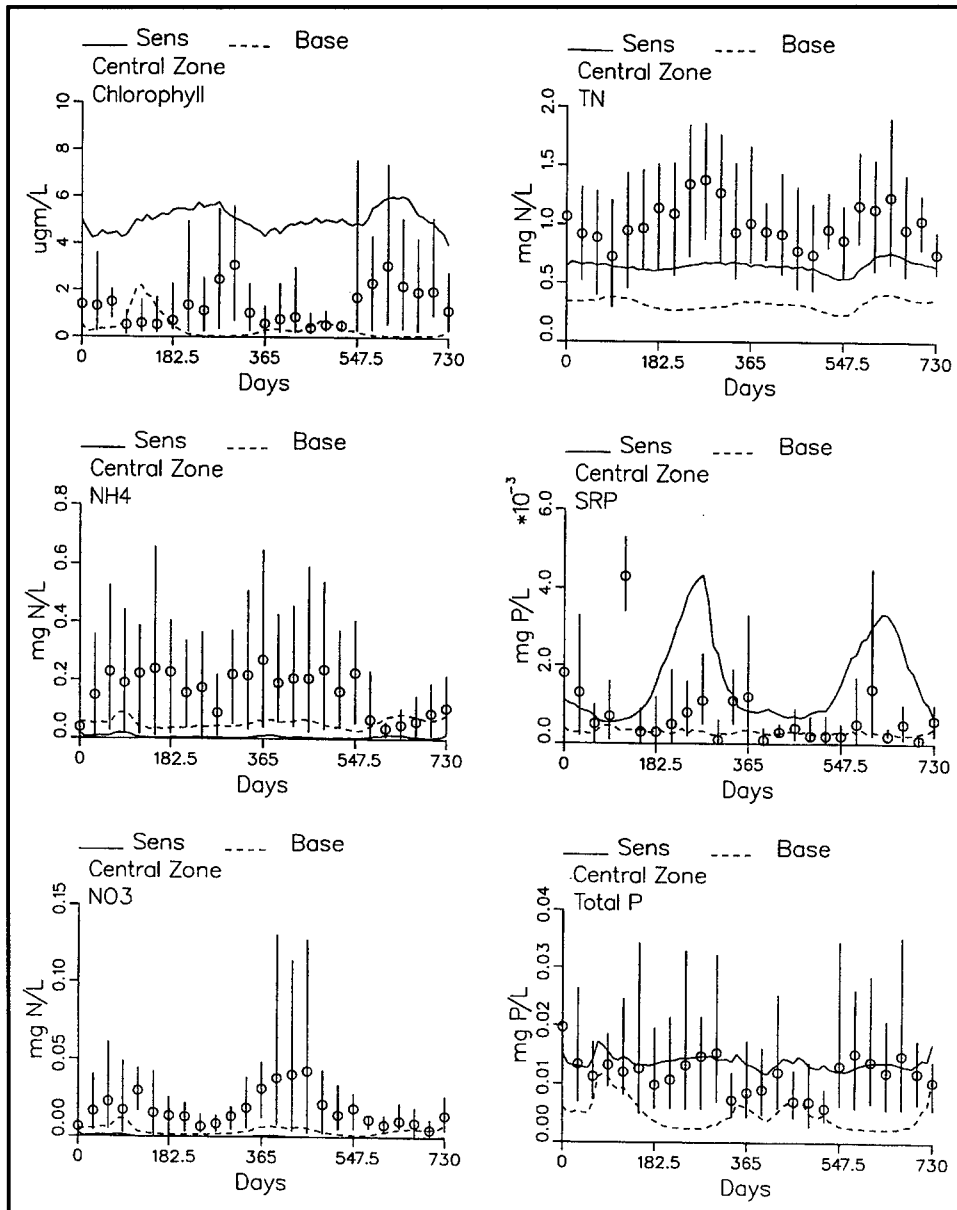 Sens Base
Central Zone
Chlorophyll
ugm/L
10
8
6
4
2
0
0 182.5 365 547.5 730
Days
Sens Base
Central Zone
TN
mg N/L
2.0
1.5
1.0
0.5
0.0
0 182.5 365 547.5 730
Days
Sens Base
Central Zone
NH4
mg N/L
0.8
0.6
0.4
0.2
0.0
0 182.5 365 547.5 730
Days
Sens Base
Central Zone
SRP
*10-3
mg P/L
6.0
4.0
2.0
0.0
0 182.5 365 547.5 730
Days
Sens Base
Central Zone
NO3
mg N/L
0.15
0.10
0.05
0.00
0 182.5 365 547.5 730
Days
Sens Base
Central Zone
Total P
mg P/L
0.04
0.03
0.02
0.01
0.00
0 182.5 365 547.5 730
Days